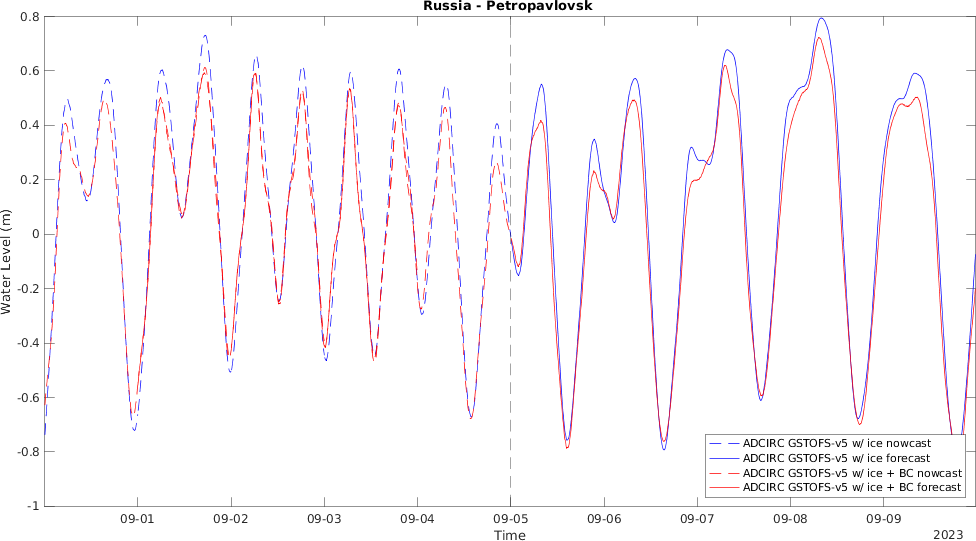 Russia - Petropavlovsk
0.8
0.6
0.4
0.2
0
-0.2
-0.4
-0.6
-0.8
-1
Water Level (m)
ADCIRC GSTOFS-v5 w/ ice nowcast
ADCIRC GSTOFS-v5 w/ ice forecast
ADCIRC GSTOFS-v5 w/ ice + BC nowcast
ADCIRC GSTOFS-v5 w/ ice + BC forecast
09-01 09-02 09-03 09-04 09-05 09-06 09-07 09-08 09-09
Time
2023